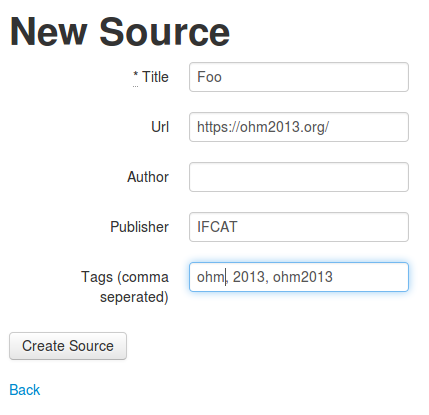 New Source
* Title
Foo
Url
https://ohm2013.org/
Author
Publisher
IFCAT
Tags (comma
seperated)
ohm, 2013, ohm2013
Create Source
Back